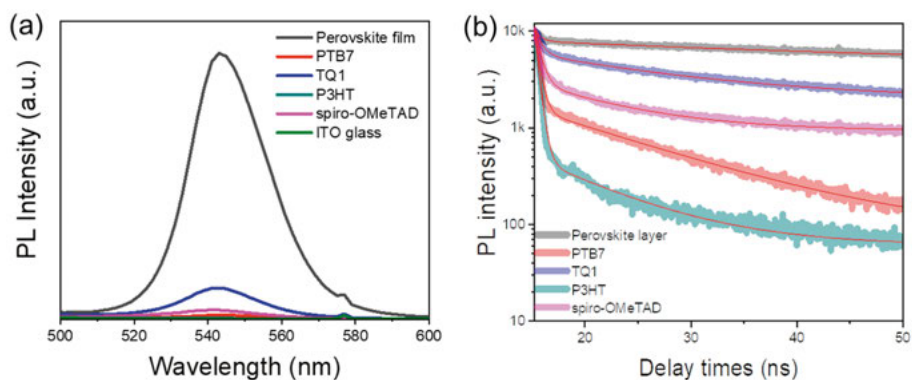 (a)
PL Intensity (a.u.)
Perovskite film
PTB7
TQ1
P3HT
spiro-OMeTAD
ITO glass
500 520 540 560 580 600
Wavelength (nm)
(b)
PL intensity (a.u.)
10k
1k
100
10
Perovskite layer
PTB7
TQ1
P3HT
spiro-OMeTAD
20 30 40 50
Delay times (ns)